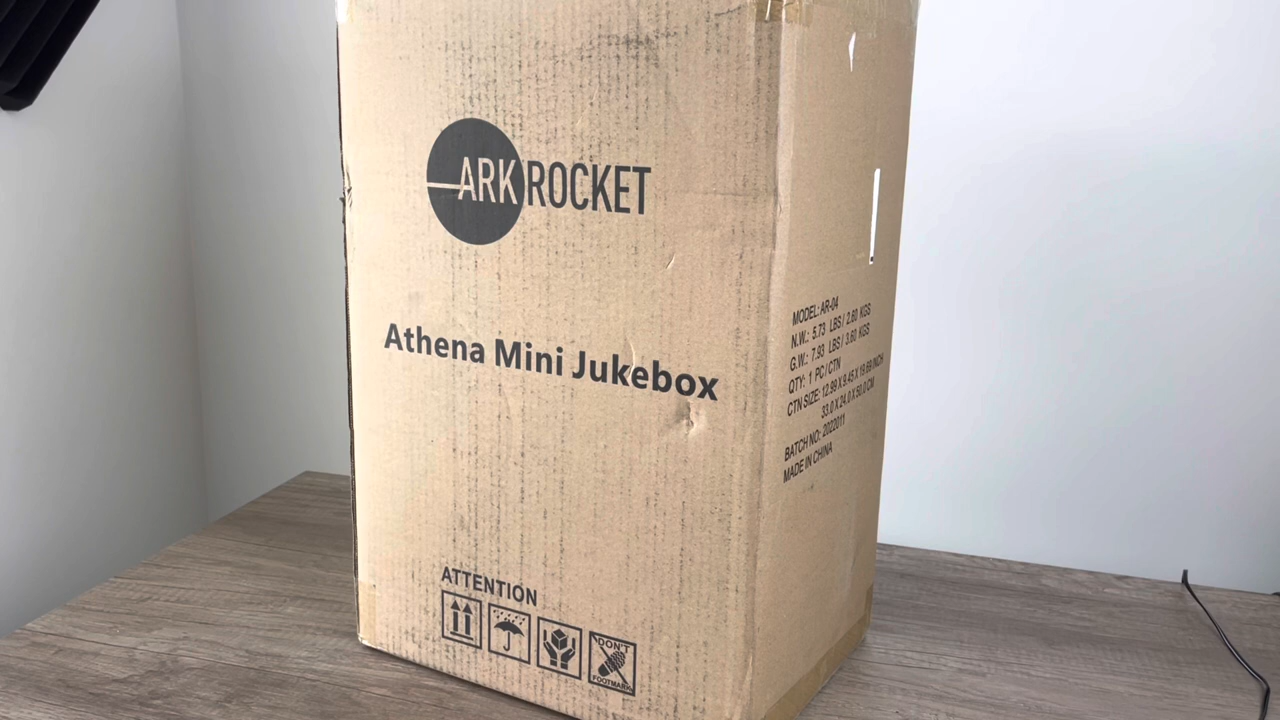 ARKROCKET
Athena Mini Jukebox
ATTENTION
DON'T
FOOTMARK
MODEL: AR-04
N.W.: 5.73 LBS / 2.60 KGS
G.W.: 7.93 LBS / 3.60 KGS
QTY: 1 PC / CTN
CTN SIZE: 12.99 X 9.45 X 19.69 INCH
33.0 X 24.0 X 50.0 CM
BATCH NO: 2022011
MADE IN CHINA